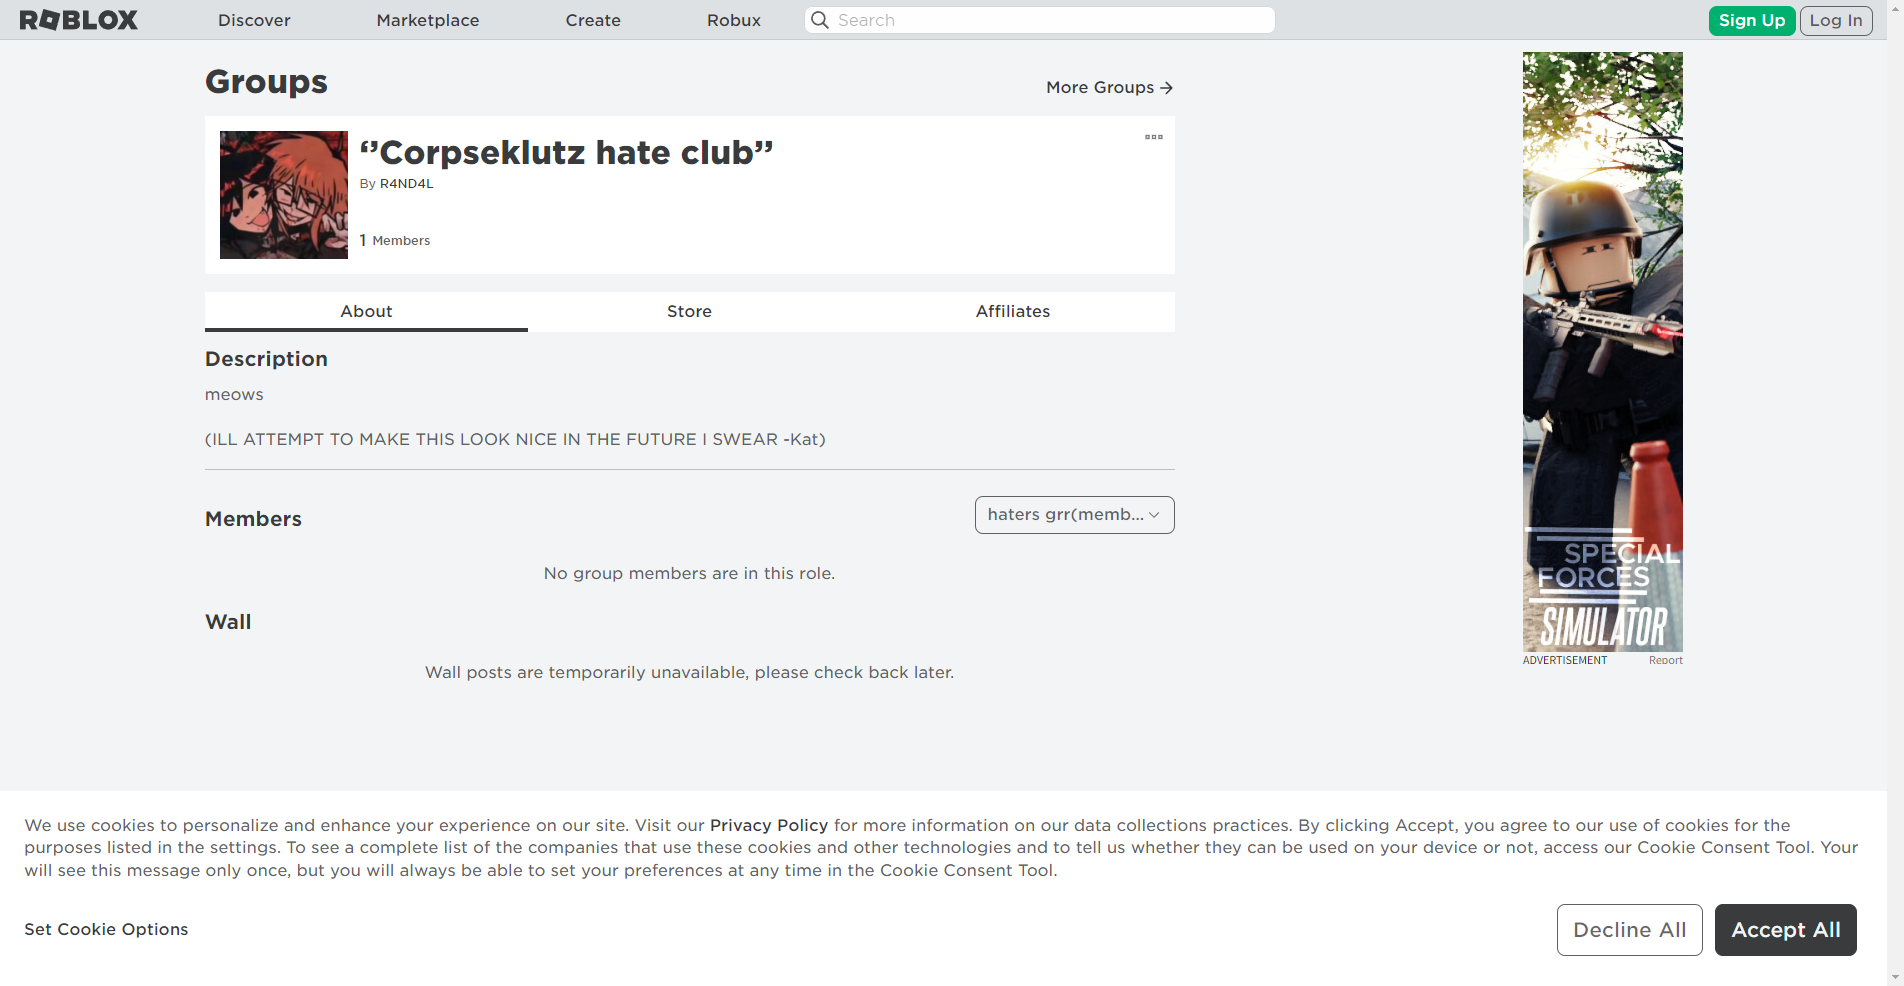 ROBLOX
Discover
Marketplace
Create
Robux
Search
Sign Up
Log In
Groups
More Groups
‘’Corpseklutz hate club’’
By R4ND4L
1 Members
About
Store
Affiliates
Description
meows
(ILL ATTEMPT TO MAKE THIS LOOK NICE IN THE FUTURE I SWEAR -Kat)
Members
haters grr(memb...
No group members are in this role.
Wall
Wall posts are temporarily unavailable, please check back later.
SPECIAL
FORCES
SIMULATOR
ADVERTISEMENT
Report
We use cookies to personalize and enhance your experience on our site. Visit our Privacy Policy for more information on our data collections practices. By clicking Accept, you agree to our use of cookies for the
purposes listed in the settings. To see a complete list of the companies that use these cookies and other technologies and to tell us whether they can be used on your device or not, access our Cookie Consent Tool. Your
will see this message only once, but you will always be able to set your preferences at any time in the Cookie Consent Tool.
Set Cookie Options
Decline All
Accept All